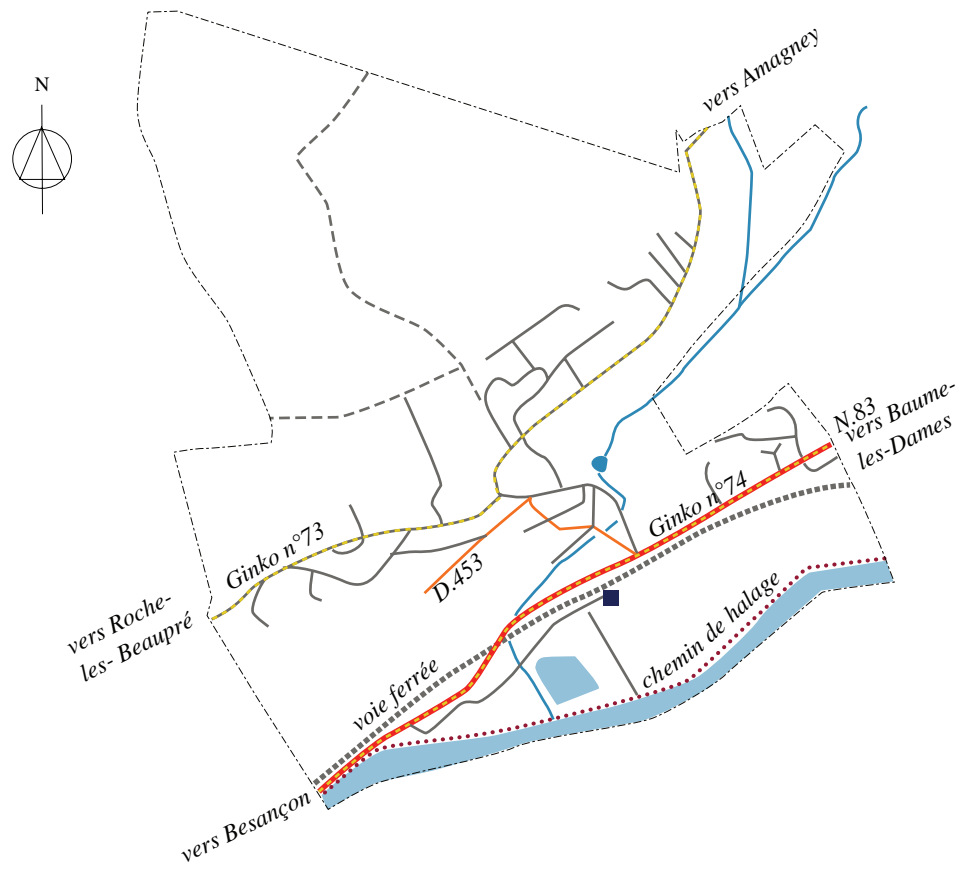 vers Amagney
N
N.83
vers Baume-
les-Dames
Ginko n°74
Ginko n°73
D.453
vers Roche-
les- Beaupré
chemin de halage
voie ferrée
vers Besançon